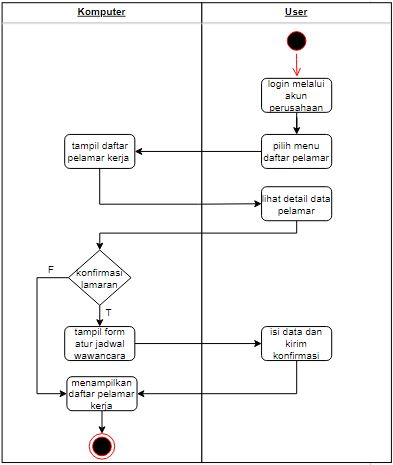 Komputer
User
login melalui
akun
perusahaan
pilih menu
daftar pelamar
tampil daftar
pelamar kerja
lihat detail data
pelamar
konfirmasi
lamaran
F
T
tampil form
atur jadwal
wawancara
isi data dan
kirim
konfirmasi
menampilkan
daftar pelamar
kerja